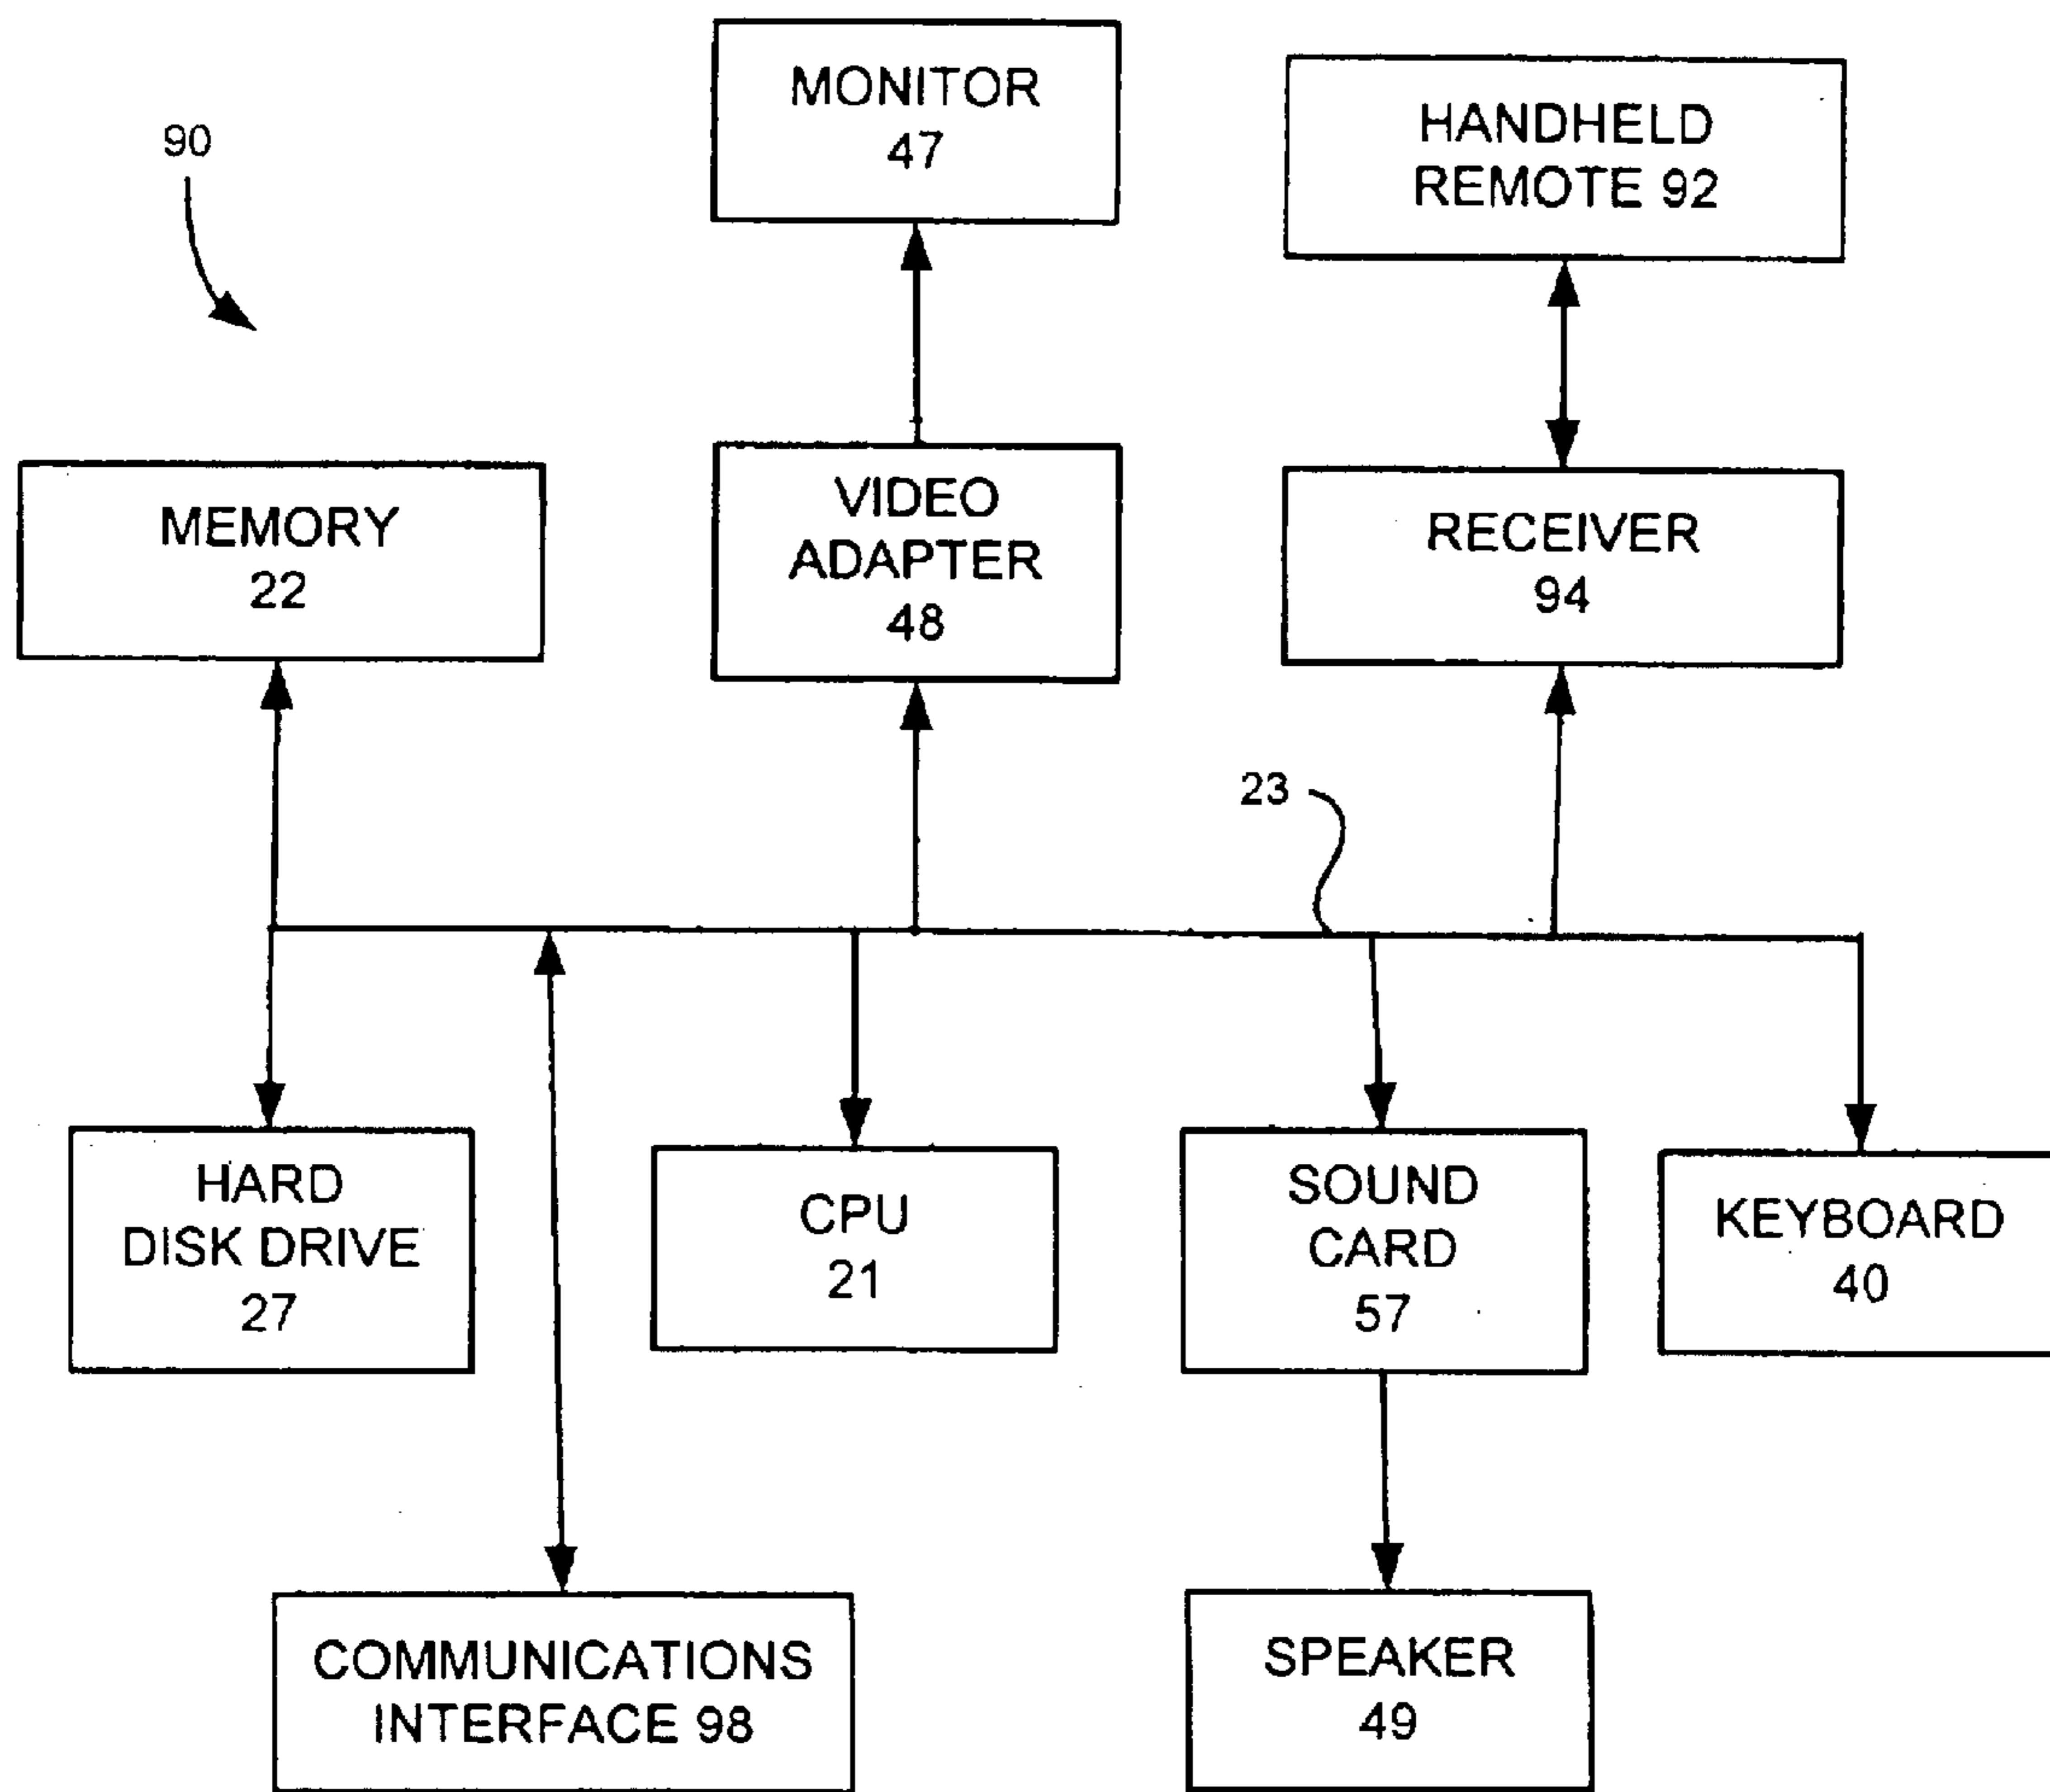 90
MONITOR
47
HANDHELD
REMOTE 92
MEMORY
22
VIDEO
ADAPTER
48
RECEIVER
94
23
HARD
DISK DRIVE
27
CPU
21
SOUND
CARD
57
KEYBOARD
40
COMMUNICATIONS
INTERFACE 98
SPEAKER
49